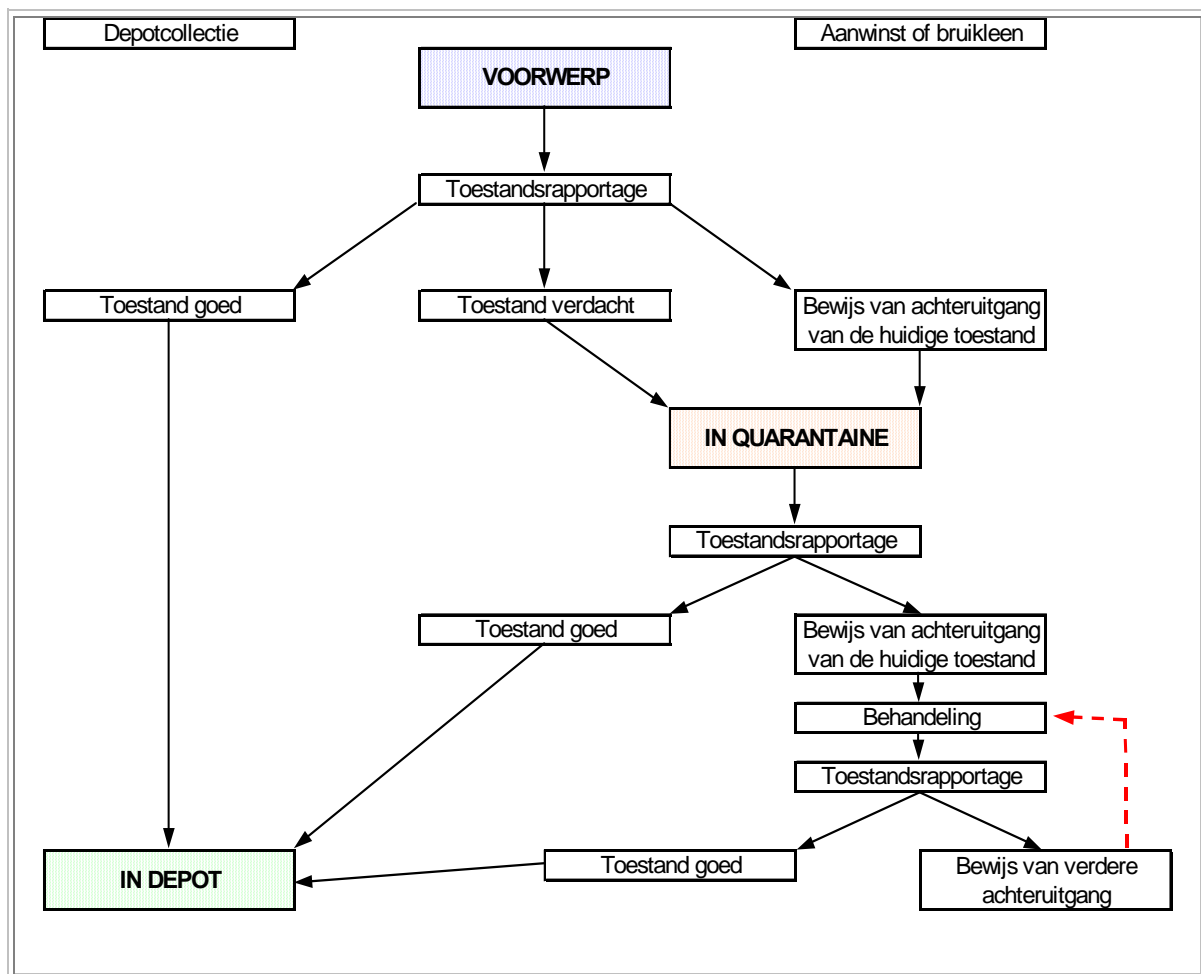 Depotcollectie
Aanwinst of bruikleen
VOORWERP
Toestandsrapportage
Toestand goed
Toestand verdacht
Bewijs van achteruitgang
van de huidige toestand
IN QUARANTAINE
Toestandsrapportage
Toestand goed
Bewijs van achteruitgang
van de huidige toestand
Behandeling
Toestandsrapportage
IN DEPOT
Toestand goed
Bewijs van verdere
achteruitgang